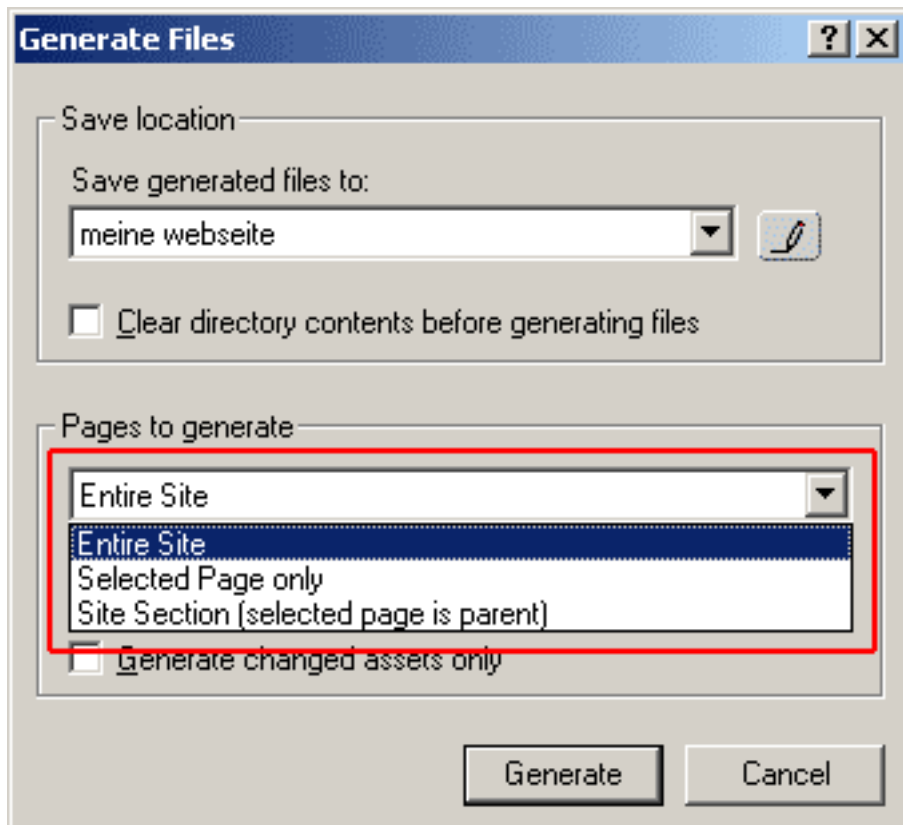 Generate Files
Save location
Save generated files to:
meine webseite
Clear directory contents before generating files
Pages to generate
Entire Site
Entire Site
Selected Page only
Site Section (selected page is parent)
Generate changed assets only
Generate Cancel